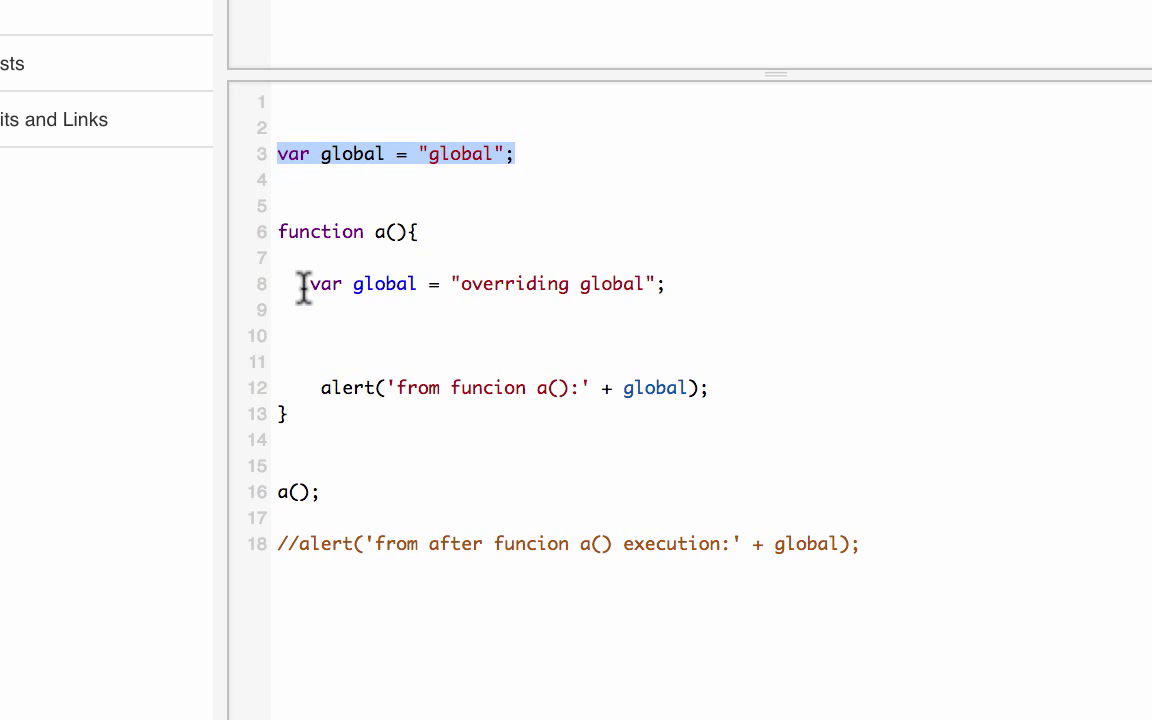 sts
its and Links
1
2
3 var global = "global";
4
5
6 function a(){
7
8 var global = "overriding global";
9
10
11
12 alert('from funcion a():' + global);
13 }
14
15
16 a();
17
18 //alert('from after funcion a() execution:' + global);